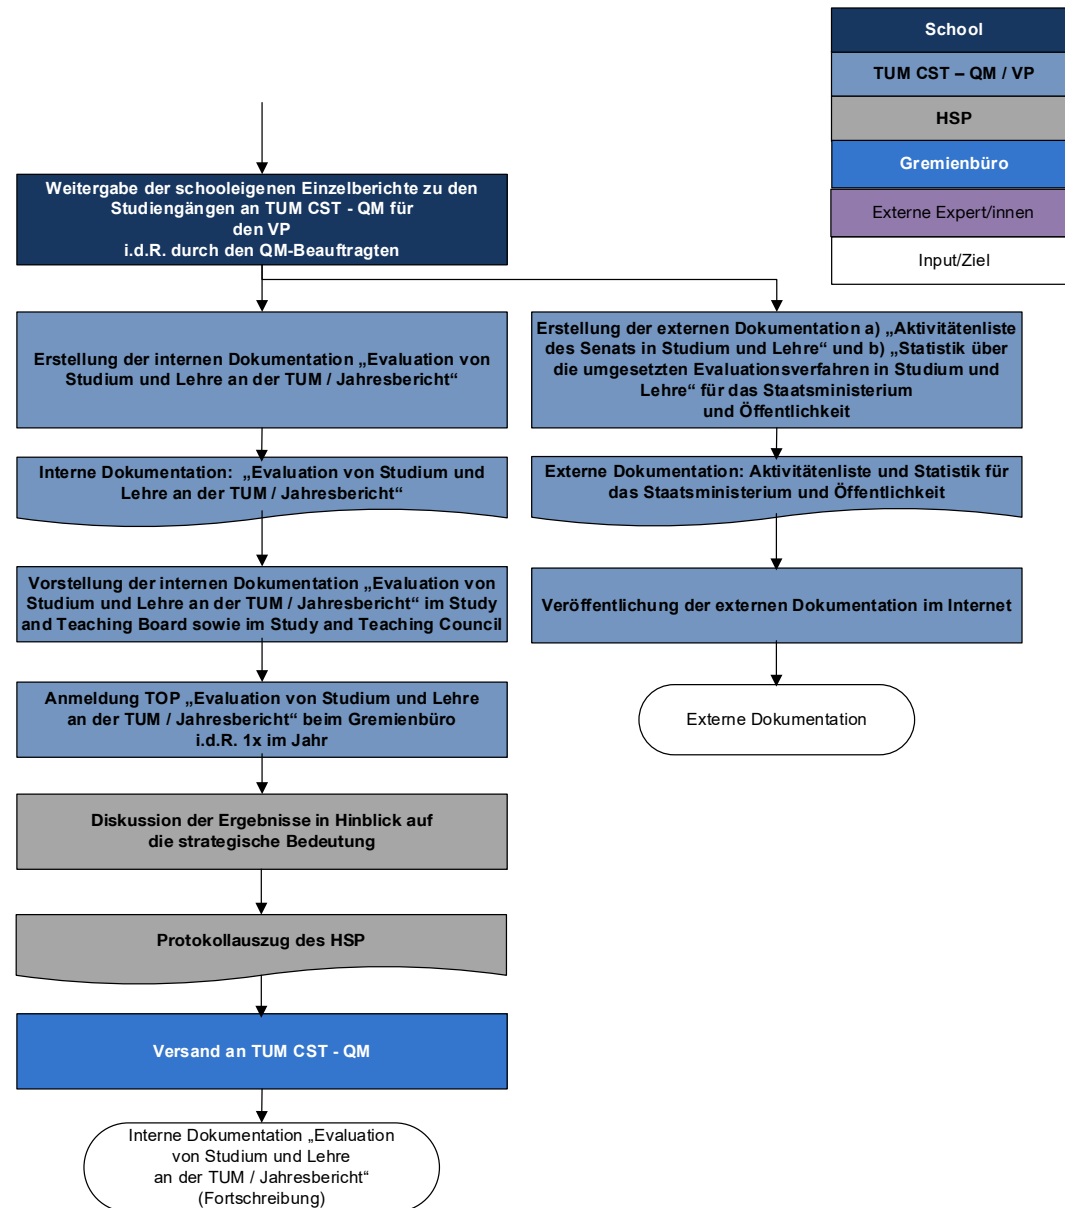 School
TUM CST – QM / VP
HSP
Gremienbüro
Externe Expert/innen
Input/Ziel
Weitergabe der schooleigenen Einzelberichte zu den
Studiengängen an TUM CST - QM für
den VP
i.d.R. durch den QM-Beauftragten
Erstellung der internen Dokumentation „Evaluation von
Studium und Lehre an der TUM / Jahresbericht“
Interne Dokumentation: „Evaluation von Studium und
Lehre an der TUM / Jahresbericht“
Vorstellung der internen Dokumentation „Evaluation von
Studium und Lehre an der TUM / Jahresbericht“ im Study
and Teaching Board sowie im Study and Teaching Council
Anmeldung TOP „Evaluation von Studium und Lehre
an der TUM / Jahresbericht“ beim Gremienbüro
i.d.R. 1x im Jahr
Diskussion der Ergebnisse in Hinblick auf
die strategische Bedeutung
Protokollauszug des HSP
Versand an TUM CST - QM
Interne Dokumentation „Evaluation
von Studium und Lehre
an der TUM / Jahresbericht“
(Fortschreibung)
Erstellung der externen Dokumentation a) „Aktivitätenliste
des Senats in Studium und Lehre“ und b) „Statistik über
die umgesetzten Evaluationsverfahren in Studium und
Lehre“ für das Staatsministerium
und Öffentlichkeit
Externe Dokumentation: Aktivitätenliste und Statistik für
das Staatsministerium und Öffentlichkeit
Veröffentlichung der externen Dokumentation im Internet
Externe Dokumentation